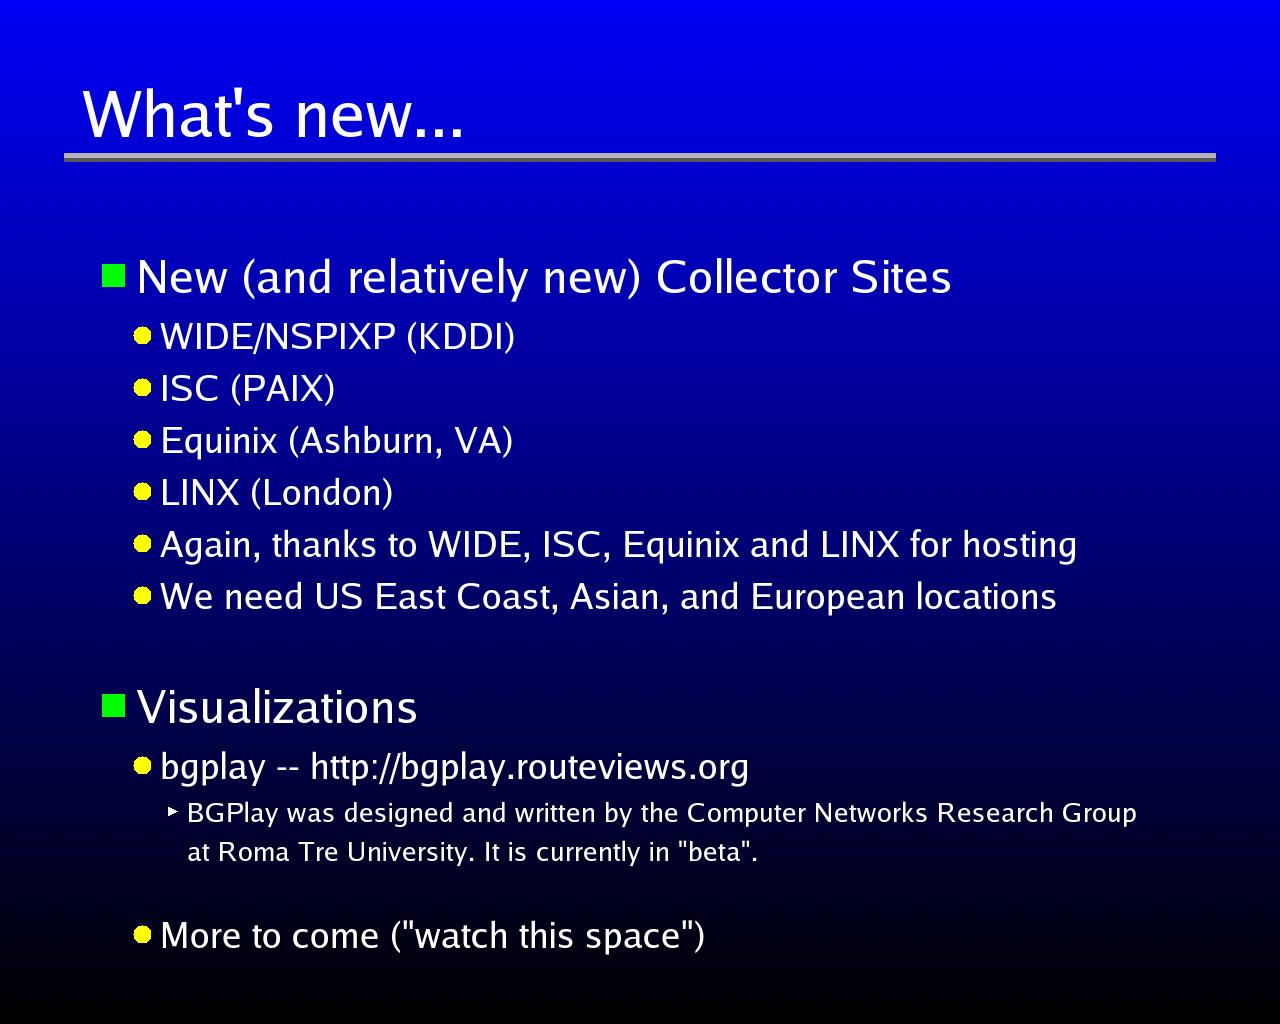 What's new...
New (and relatively new) Collector Sites
WIDE/NSPIXP (KDDI)
ISC (PAIX)
Equinix (Ashburn, VA)
LINX (London)
Again, thanks to WIDE, ISC, Equinix and LINX for hosting
We need US East Coast, Asian, and European locations
Visualizations
bgplay -- http://bgplay.routeviews.org
BGPlay was designed and written by the Computer Networks Research Group
at Roma Tre University. It is currently in "beta".
More to come ("watch this space")